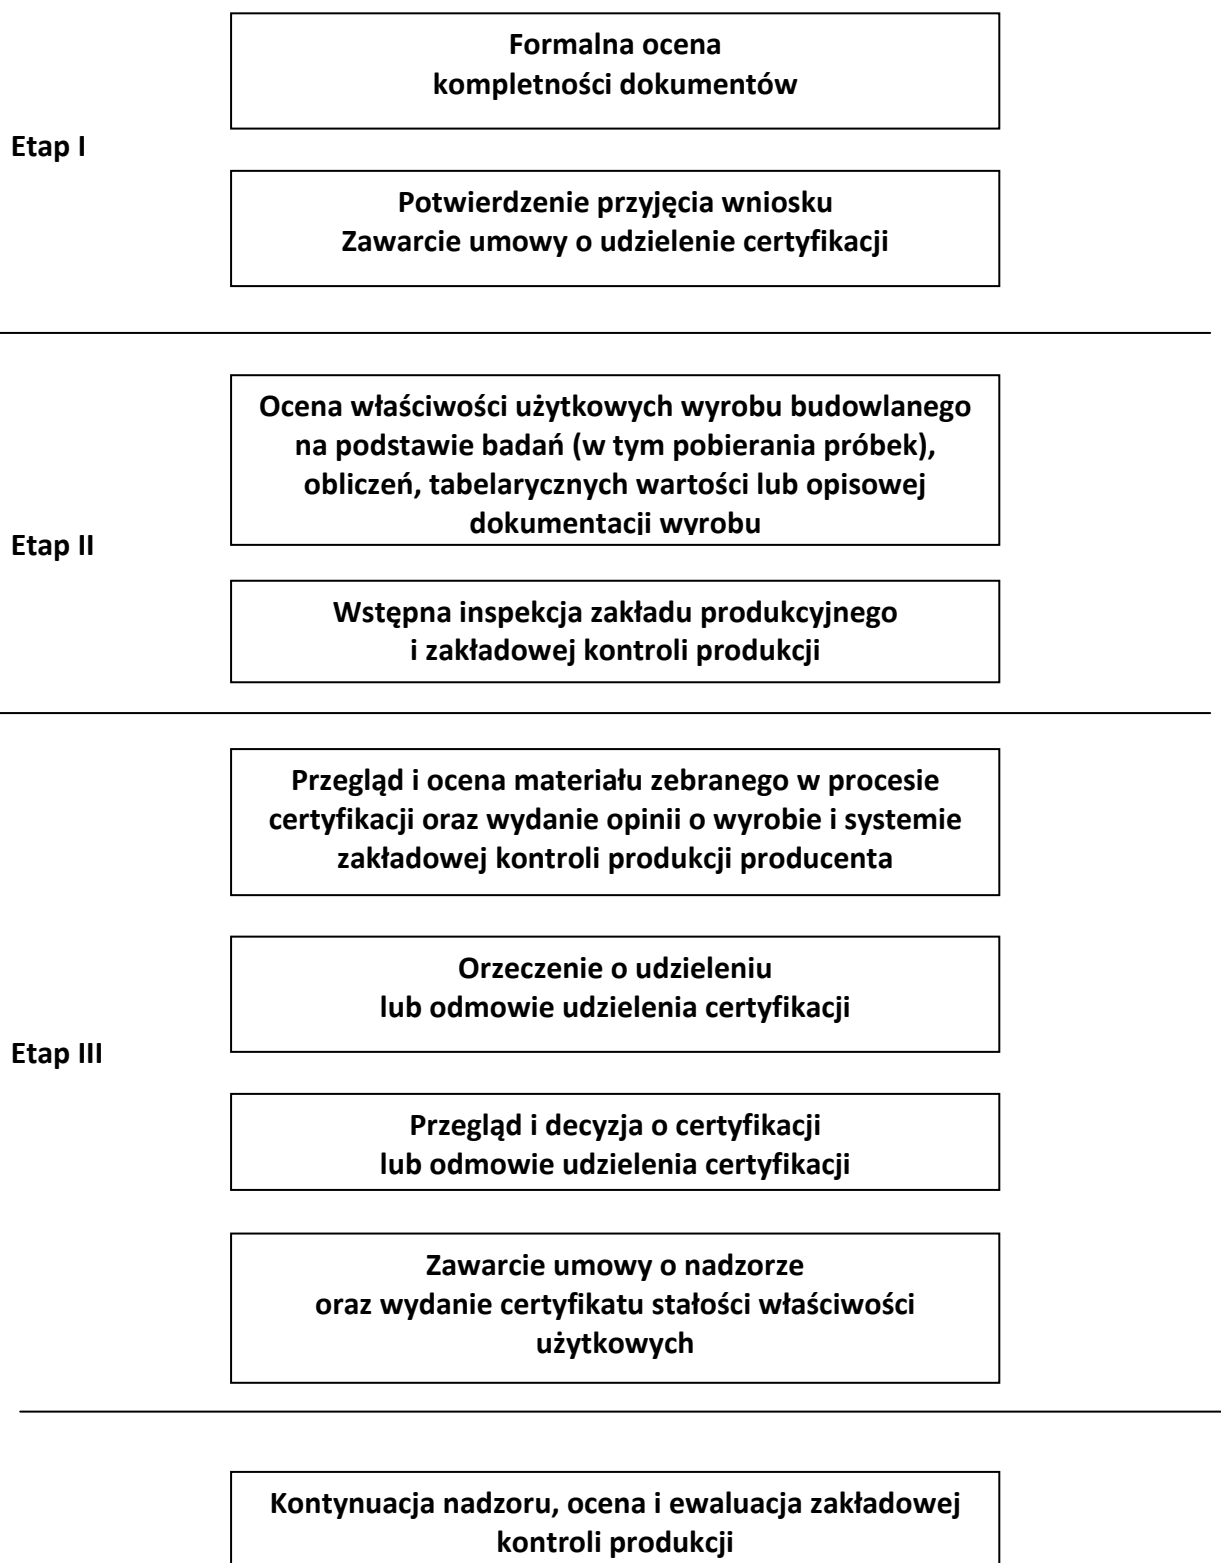 Formalna ocena
kompletności dokumentów
Etap I
Potwierdzenie przyjęcia wniosku
Zawarcie umowy o udzielenie certyfikacji
Ocena właściwości użytkowych wyrobu budowlanego
na podstawie badań (w tym pobierania próbek),
obliczeń, tabelarycznych wartości lub opisowej
dokumentacji wyrobu
Etap II
Wstępna inspekcja zakładu produkcyjnego
i zakładowej kontroli produkcji
Przegląd i ocena materiału zebranego w procesie
certyfikacji oraz wydanie opinii o wyrobie i systemie
zakładowej kontroli produkcji producenta
Orzeczenie o udzieleniu
lub odmowie udzielenia certyfikacji
Etap III
Przegląd i decyzja o certyfikacji
lub odmowie udzielenia certyfikacji
Zawarcie umowy o nadzorze
oraz wydanie certyfikatu stałości właściwości
użytkowych
Kontynuacja nadzoru, ocena i ewaluacja zakładowej
kontroli produkcji